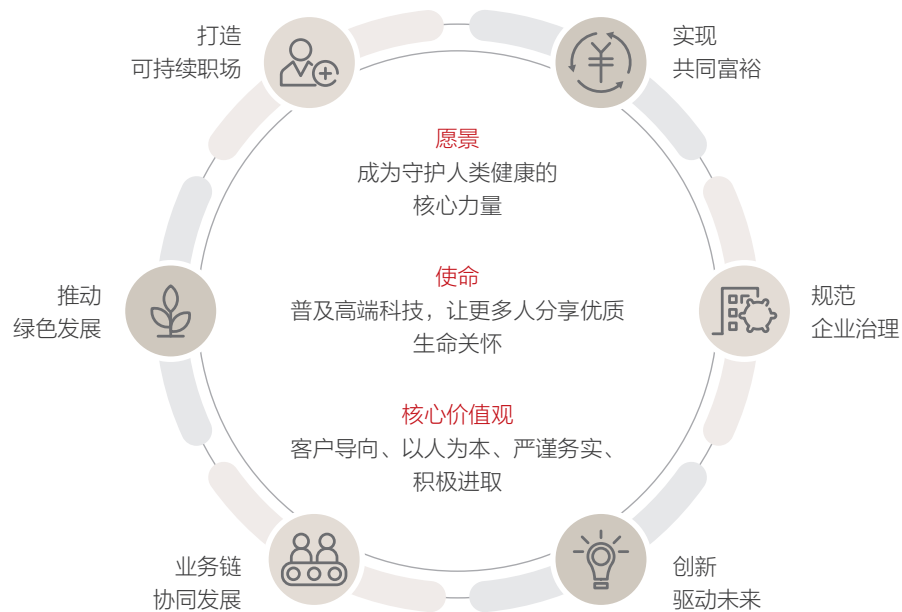 打造
可持续职场
实现
共同富裕
愿景
成为守护人类健康的
核心力量
推动
绿色发展
使命
普及高端科技，让更多人分享优质
生命关怀
规范
企业治理
核心价值观
客户导向、以人为本、严谨务实、
积极进取
业务链
协同发展
创新
驱动未来